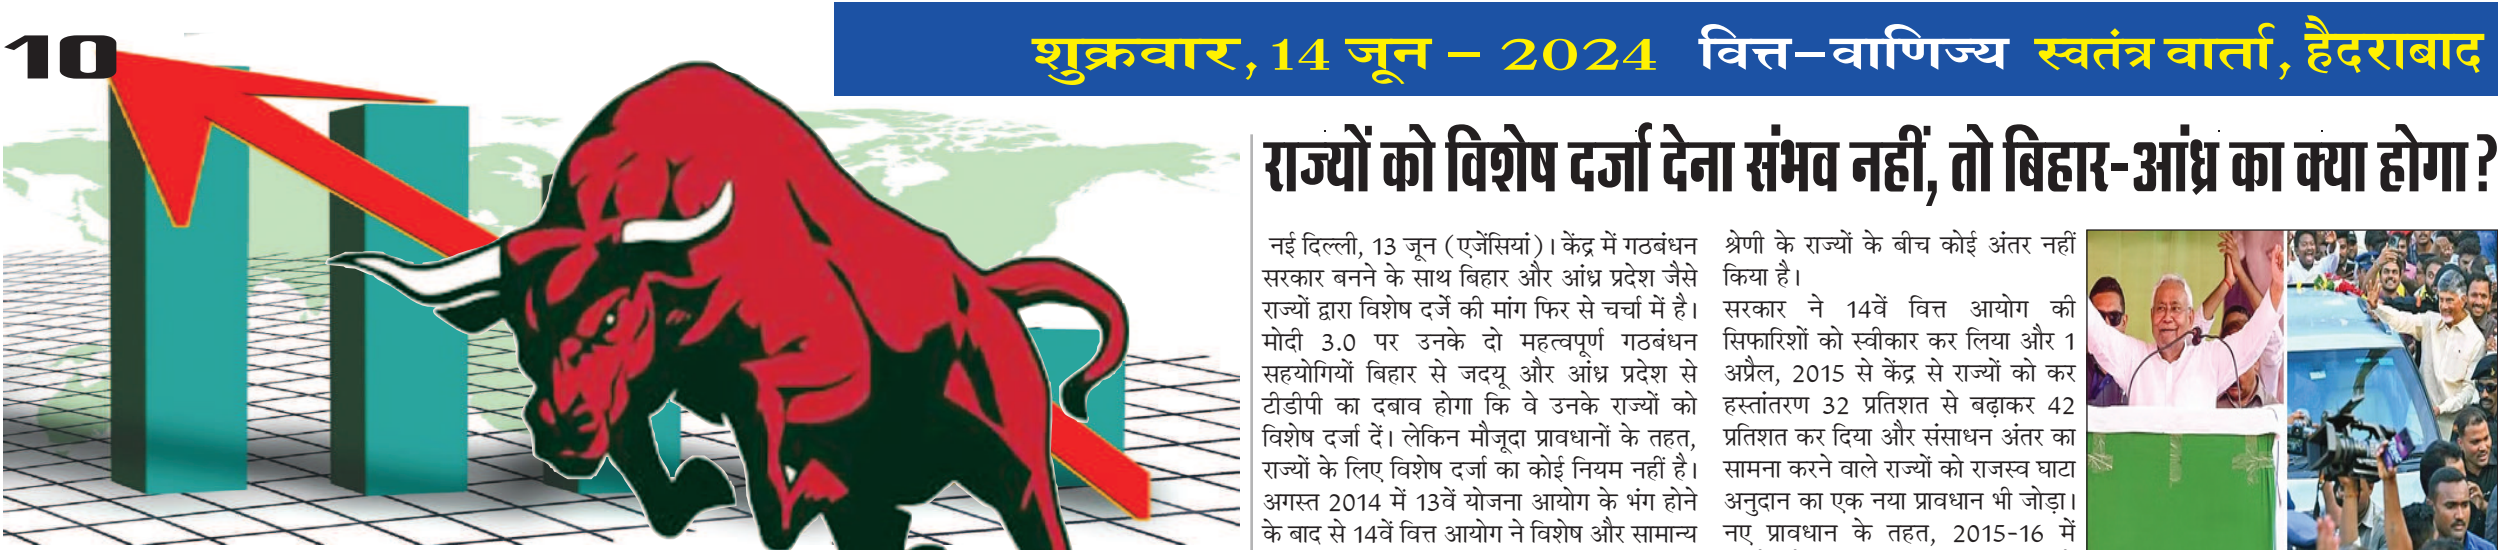 10
शुक्रवार, 14 जून – 2024 वित्त–वाणिज्य स्वतंत्र वार्ता, हैदराबाद
राज्यों को विशेष दर्जा देना संभव नहीं, तो बिहार-आंध्र का क्या होगा?
नई दिल्ली, 13 जून (एजेंसियां)। केंद्र में गठबंधन
सरकार बनने के साथ बिहार और आंध्र प्रदेश जैसे
राज्यों द्वारा विशेष दर्जे की मांग फिर से चर्चा में है।
मोदी 3.0 पर उनके दो महत्वपूर्ण गठबंधन
सहयोगियों बिहार से जदयू और आंध्र प्रदेश से
टीडीपी का दबाव होगा कि वे उनके राज्यों को
विशेष दर्जा दें। लेकिन मौजूदा प्रावधानों के तहत,
राज्यों के लिए विशेष दर्जा का कोई नियम नहीं है।
अगस्त 2014 में 13वें योजना आयोग के भंग होने
के बाद से 14वें वित्त आयोग ने विशेष और सामान्य
श्रेणी के राज्यों के बीच कोई अंतर नहीं
किया है।
सरकार ने 14वें वित्त आयोग की
सिफारिशों को स्वीकार कर लिया और 1
अप्रैल, 2015 से केंद्र से राज्यों को कर
हस्तांतरण 32 प्रतिशत से बढ़ाकर 42
प्रतिशत कर दिया और संसाधन अंतर का
सामना करने वाले राज्यों को राजस्व घाटा
अनुदान का एक नया प्रावधान भी जोड़ा।
नए प्रावधान के तहत, 2015-16 में